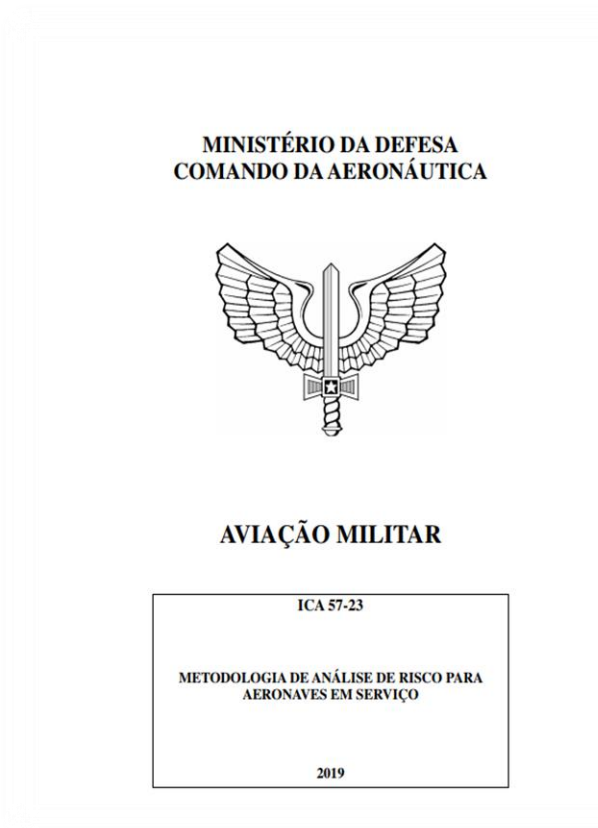 MINISTÉRIO DA DEFESA
COMANDO DA AERONÁUTICA
AVIAÇÃO MILITAR
ICA 57-23
METODOLOGIA DE ANÁLISE DE RISCO PARA
AERONAVES EM SERVIÇO
2019